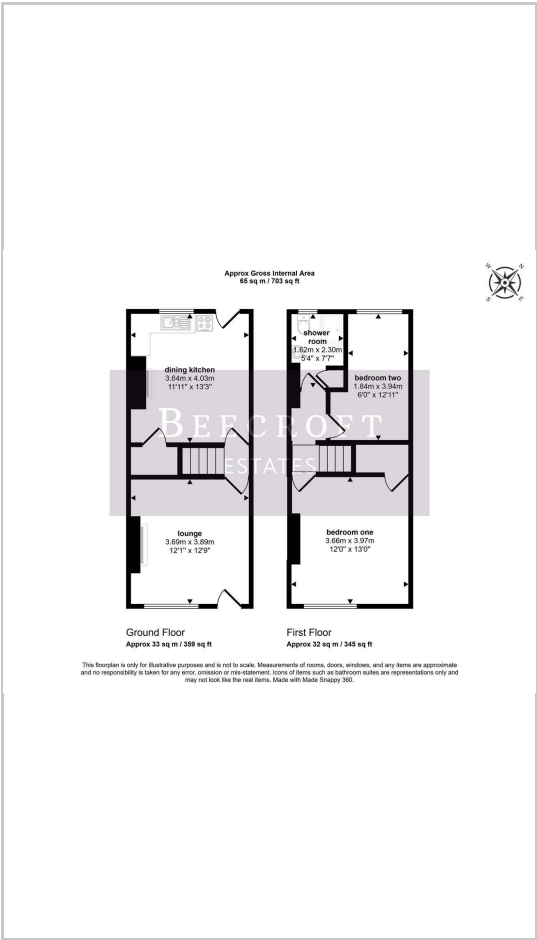 Approx Gross Internal Area
65 sq m / 703 sq ft
W N
S E
dining kitchen
3.64m x 4.03m
11'11" x 13'3"
shower
room
1.62m x 2.30m
5'4" x 7'7"
bedroom two
1.84m x 3.94m
6'0" x 12'11"
BEECROFT
ESTATES
lounge
3.69m x 3.89m
12'1" x 12'9"
bedroom one
3.66m x 3.97m
12'0" x 13'0"
Ground Floor
Approx 33 sq m / 359 sq ft
First Floor
Approx 32 sq m / 345 sq ft
This floorplan is only for illustrative purposes and is not to scale. Measurements of rooms, doors, windows, and any items are approximate
and no responsibility is taken for any error, omission or mis-statement. Icons of items such as bathroom suites are representations only and
may not look like the real items. Made with Made Snappy 360.